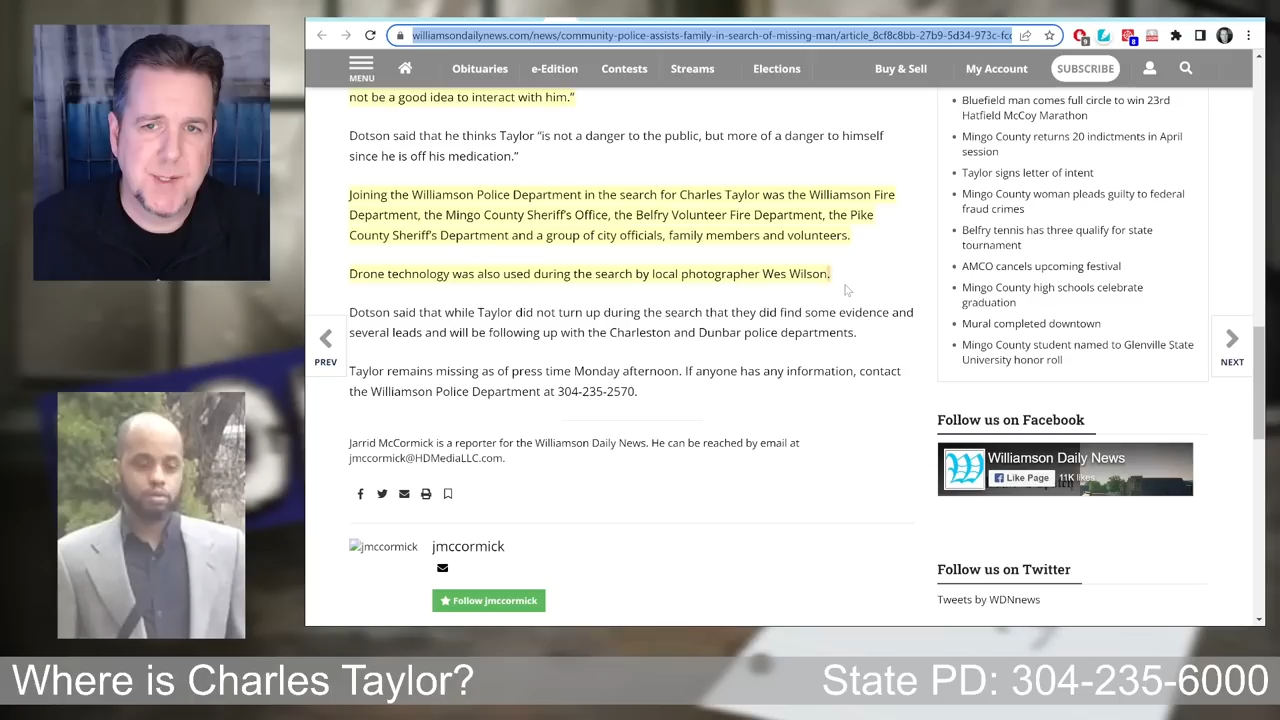 williamsondailynews.com/news/community-police-assists-family-in-search-of-missing-man/article_8cf8c8bb-27b9-5d34-973c-fcc
9
8
MENU
Obituaries
e-Edition
Contests
Streams
Elections
Buy & Sell
My Account
SUBSCRIBE
not be a good idea to interact with him.”
Dotson said that he thinks Taylor “is not a danger to the public, but more of a danger to himself
since he is off his medication.”
Joining the Williamson Police Department in the search for Charles Taylor was the Williamson Fire
Department, the Mingo County Sheriff’s Office, the Belfry Volunteer Fire Department, the Pike
County Sheriff’s Department and a group of city officials, family members and volunteers.
Drone technology was also used during the search by local photographer Wes Wilson.
Dotson said that while Taylor did not turn up during the search that they did find some evidence and
several leads and will be following up with the Charleston and Dunbar police departments.
Taylor remains missing as of press time Monday afternoon. If anyone has any information, contact
the Williamson Police Department at 304-235-2570.
Jarrid McCormick is a reporter for the Williamson Daily News. He can be reached by email at
jmccormick@HDMediaLLC.com.
jmccormick
jmccormick
Follow jmccormick
PREV
NEXT
Bluefield man comes full circle to win 23rd
Hatfield McCoy Marathon
Mingo County returns 20 indictments in April
session
Taylor signs letter of intent
Mingo County woman pleads guilty to federal
fraud crimes
Belfry tennis has three qualify for state
tournament
AMCO cancels upcoming festival
Mingo County high schools celebrate
graduation
Mural completed downtown
Mingo County student named to Glenville State
University honor roll
Follow us on Facebook
Williamson Daily News
Like Page
11K likes
Follow us on Twitter
Tweets by WDNnews
Where is Charles Taylor?
State PD: 304-235-6000